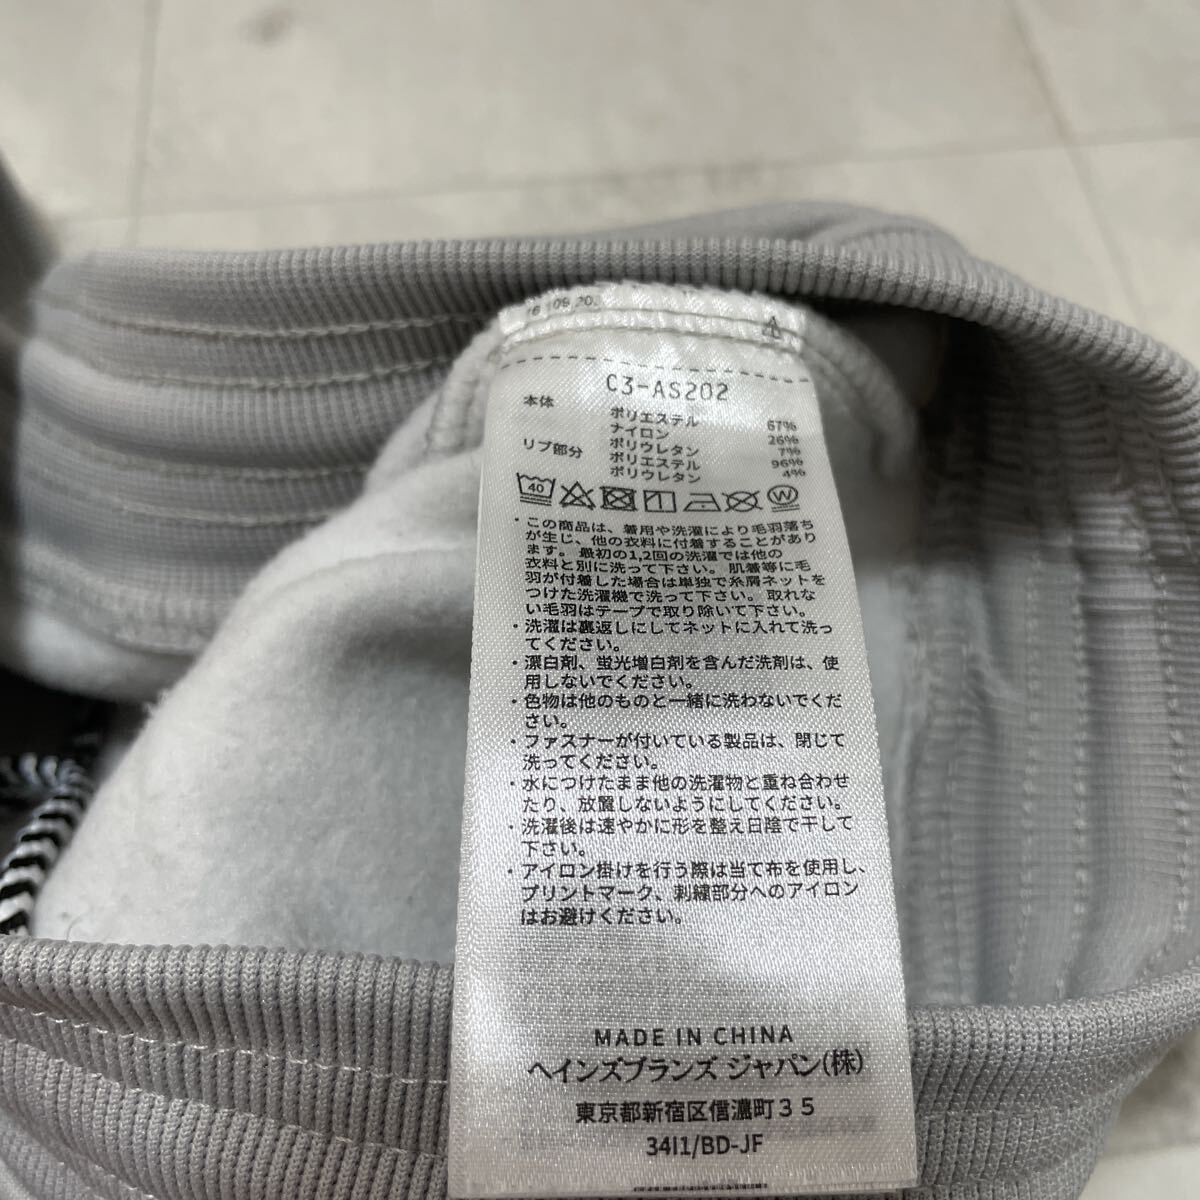 C3-AS202
本体 ポリエステル 67%
ナイロン 26%
ポリウレタン 7%
リブ部分 ポリエステル 96%
ポリウレタン 4%
40 W
・この商品は、着用や洗濯により毛羽落ち
が生じ、他の衣料に付着することがあり
ます。最初の1,2回の洗濯では他の
衣料と別に洗って下さい。肌着等に毛
羽が付着した場合は単独で糸屑ネットを
つけた洗濯機で洗って下さい。取れな
い毛羽はテープで取り除いて下さい。
・洗濯は裏返しにしてネットに入れて洗っ
てください。
・漂白剤、蛍光増白剤を含んだ洗剤は、使
用しないでください。
・色物は他のものと一緒に洗わないでくだ
さい。
・ファスナーが付いている製品は、閉じて
洗ってください。
・水につけたまま他の洗濯物と重ね合わせ
たり、放置しないようにしてください。
・洗濯後は速やかに形を整え日陰で干して
下さい。
・アイロン掛けを行う際は当て布を使用し、
プリントマーク、刺繍部分へのアイロン
はお避けください。
MADE IN CHINA
ヘインズブランズ ジャパン(株)
東京都新宿区信濃町35
34I1/BD-JF